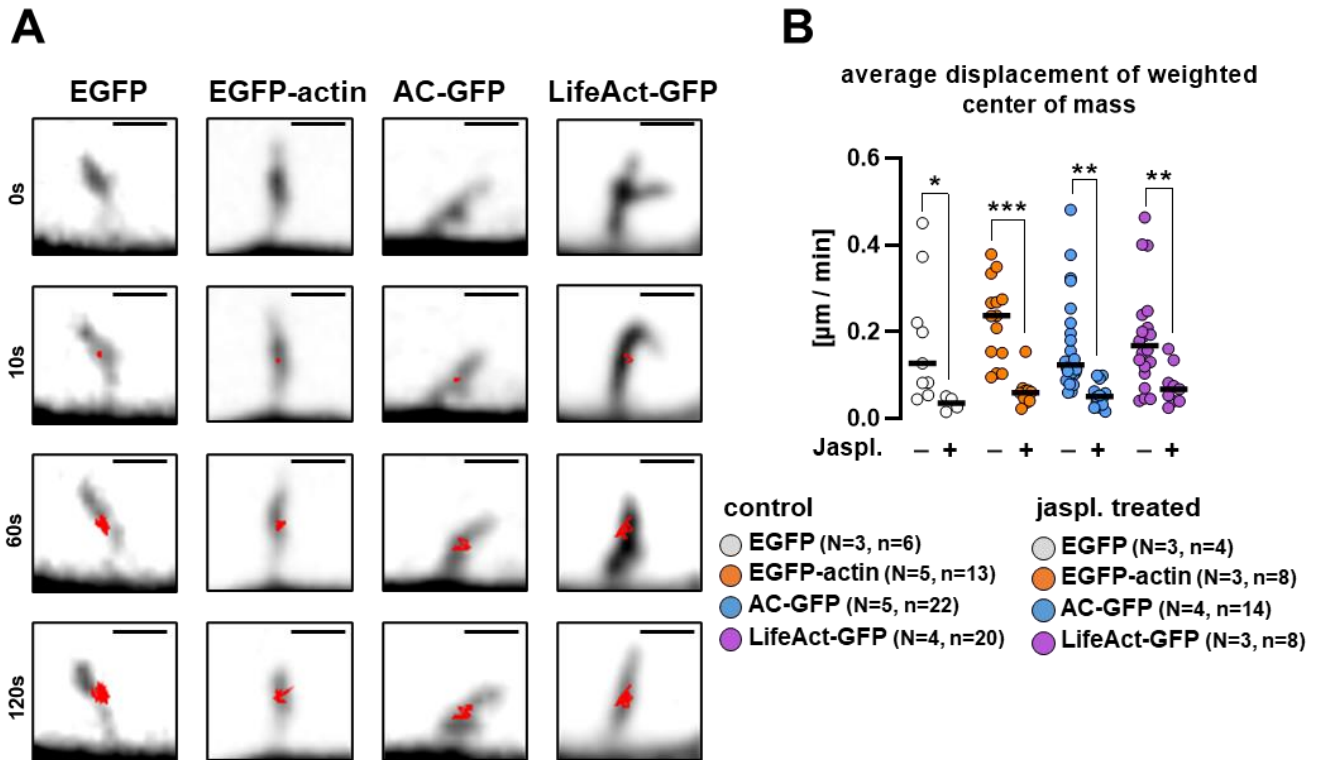 A
EGFP EGFP-actin AC-GFP LifeAct-GFP
0s
10s
60s
120s
B
average displacement of weighted
center of mass
[µm / min]
0.6
0.4
0.2
0.0
* *** ** **
Jaspl. – + – + – + – +
control
EGFP (N=3, n=6)
EGFP-actin (N=5, n=13)
AC-GFP (N=5, n=22)
LifeAct-GFP (N=4, n=20)
jaspl. treated
EGFP (N=3, n=4)
EGFP-actin (N=3, n=8)
AC-GFP (N=4, n=14)
LifeAct-GFP (N=3, n=8)